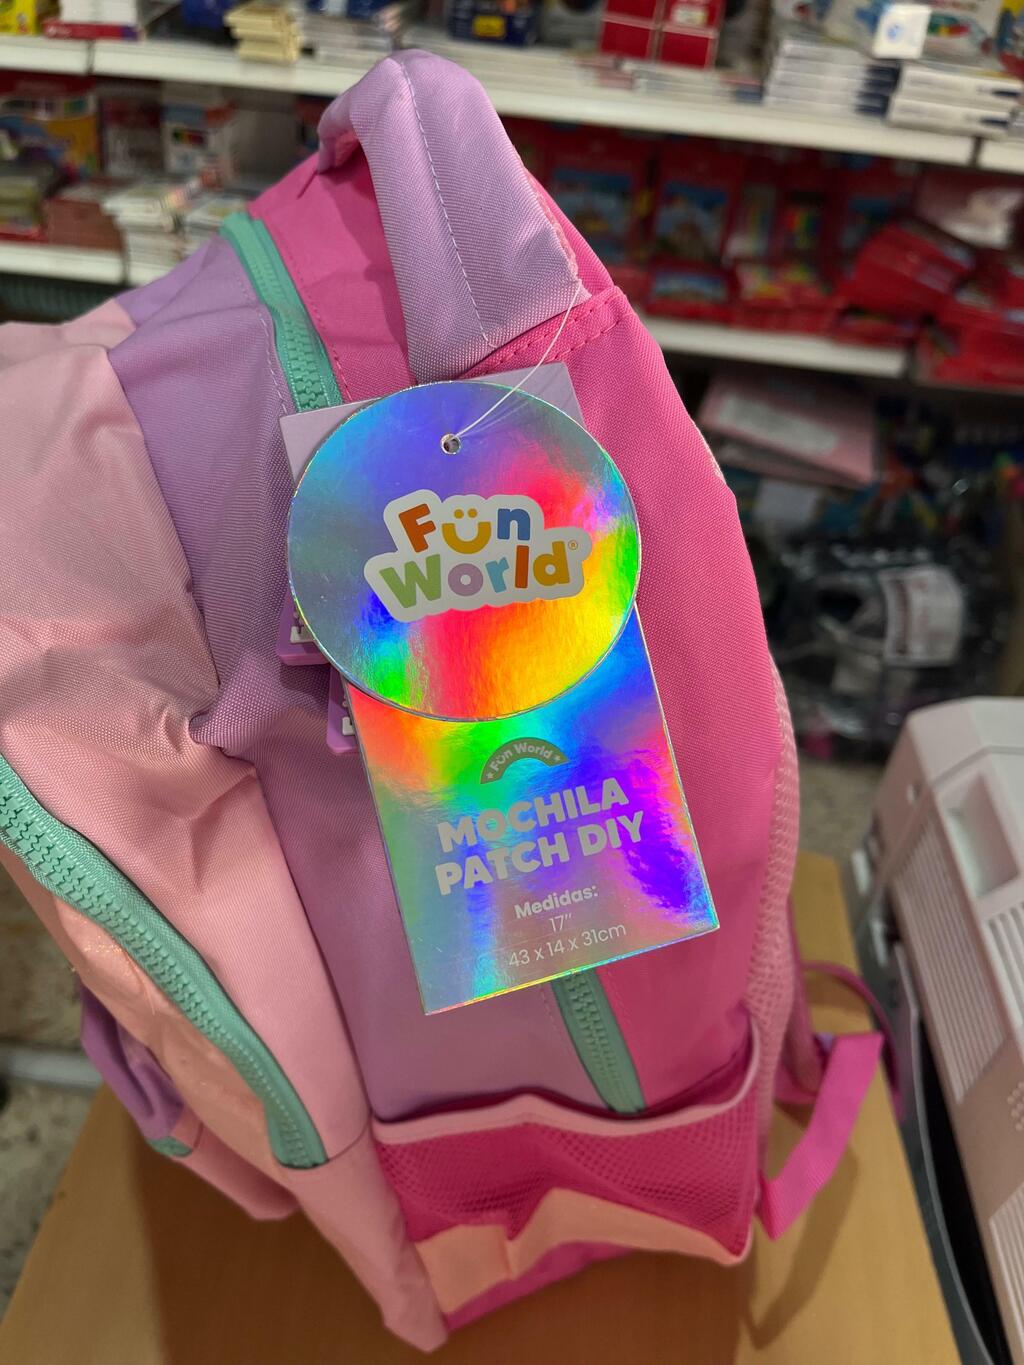 Fun
World®
Fun World
MOCHILA
PATCH DIY
Medidas:
17"
43 x 14 x 31cm